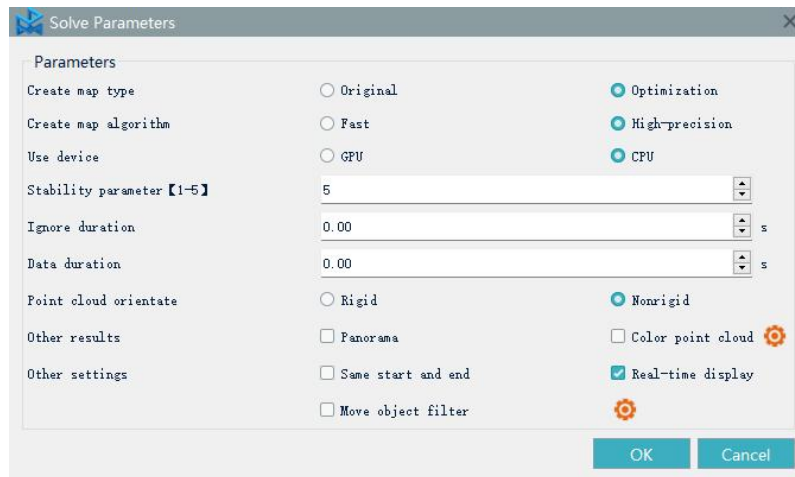 Solve Parameters
Parameters
Create map type Original Optimization
Create map algorithm Fast High-precision
Use device GPU CPU
Stability parameter【1-5】 5
Ignore duration 0.00 s
Data duration 0.00 s
Point cloud orientate Rigid Nonrigid
Other results Panorama Color point cloud
Other settings Same start and end Real-time display
Move object filter
OK Cancel